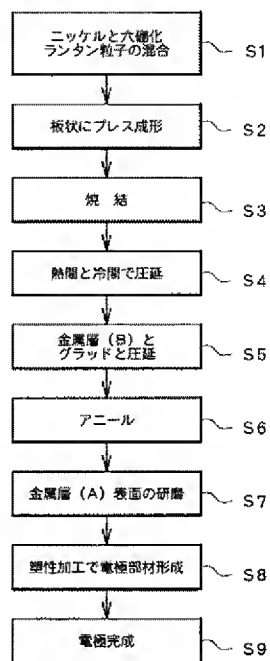 ニッケルと六硼化
ランタン粒子の混合
S1
板状にプレス成形
S2
焼 結
S3
熱間と冷間で圧延
S4
金属層(B)と
グラッドと圧延
S5
アニール
S6
金属層(A)表面の研磨
S7
塑性加工で電極部材形成
S8
電極完成
S9